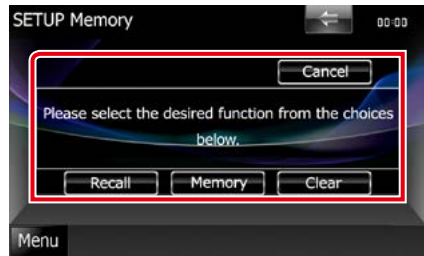 SETUP Memory
00:00
Cancel
Please select the desired function from the choices
below.
Recall
Memory
Clear
Menu